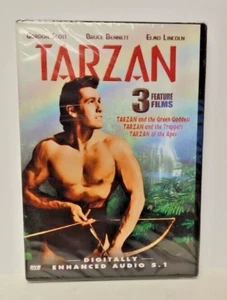 GORDON SCOTT BRUCE BENNETT ELMO LINCOLN
TARZAN
3 FEATURE
FILMS
TARZAN and the Green Goddess
TARZAN and the Trappers
TARZAN of the Apes
DIGITALLY
ENHANCED AUDIO 5.1